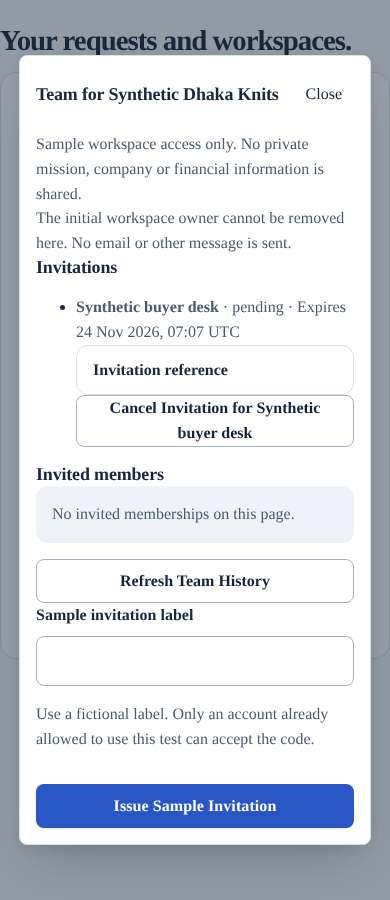 Your requests and workspaces.
Team for Synthetic Dhaka Knits
Close
Sample workspace access only. No private
mission, company or financial information is
shared.
The initial workspace owner cannot be removed
here. No email or other message is sent.
Invitations
• Synthetic buyer desk · pending · Expires
24 Nov 2026, 07:07 UTC
Invitation reference
Cancel Invitation for Synthetic
buyer desk
Invited members
No invited memberships on this page.
Refresh Team History
Sample invitation label
Use a fictional label. Only an account already
allowed to use this test can accept the code.
Issue Sample Invitation